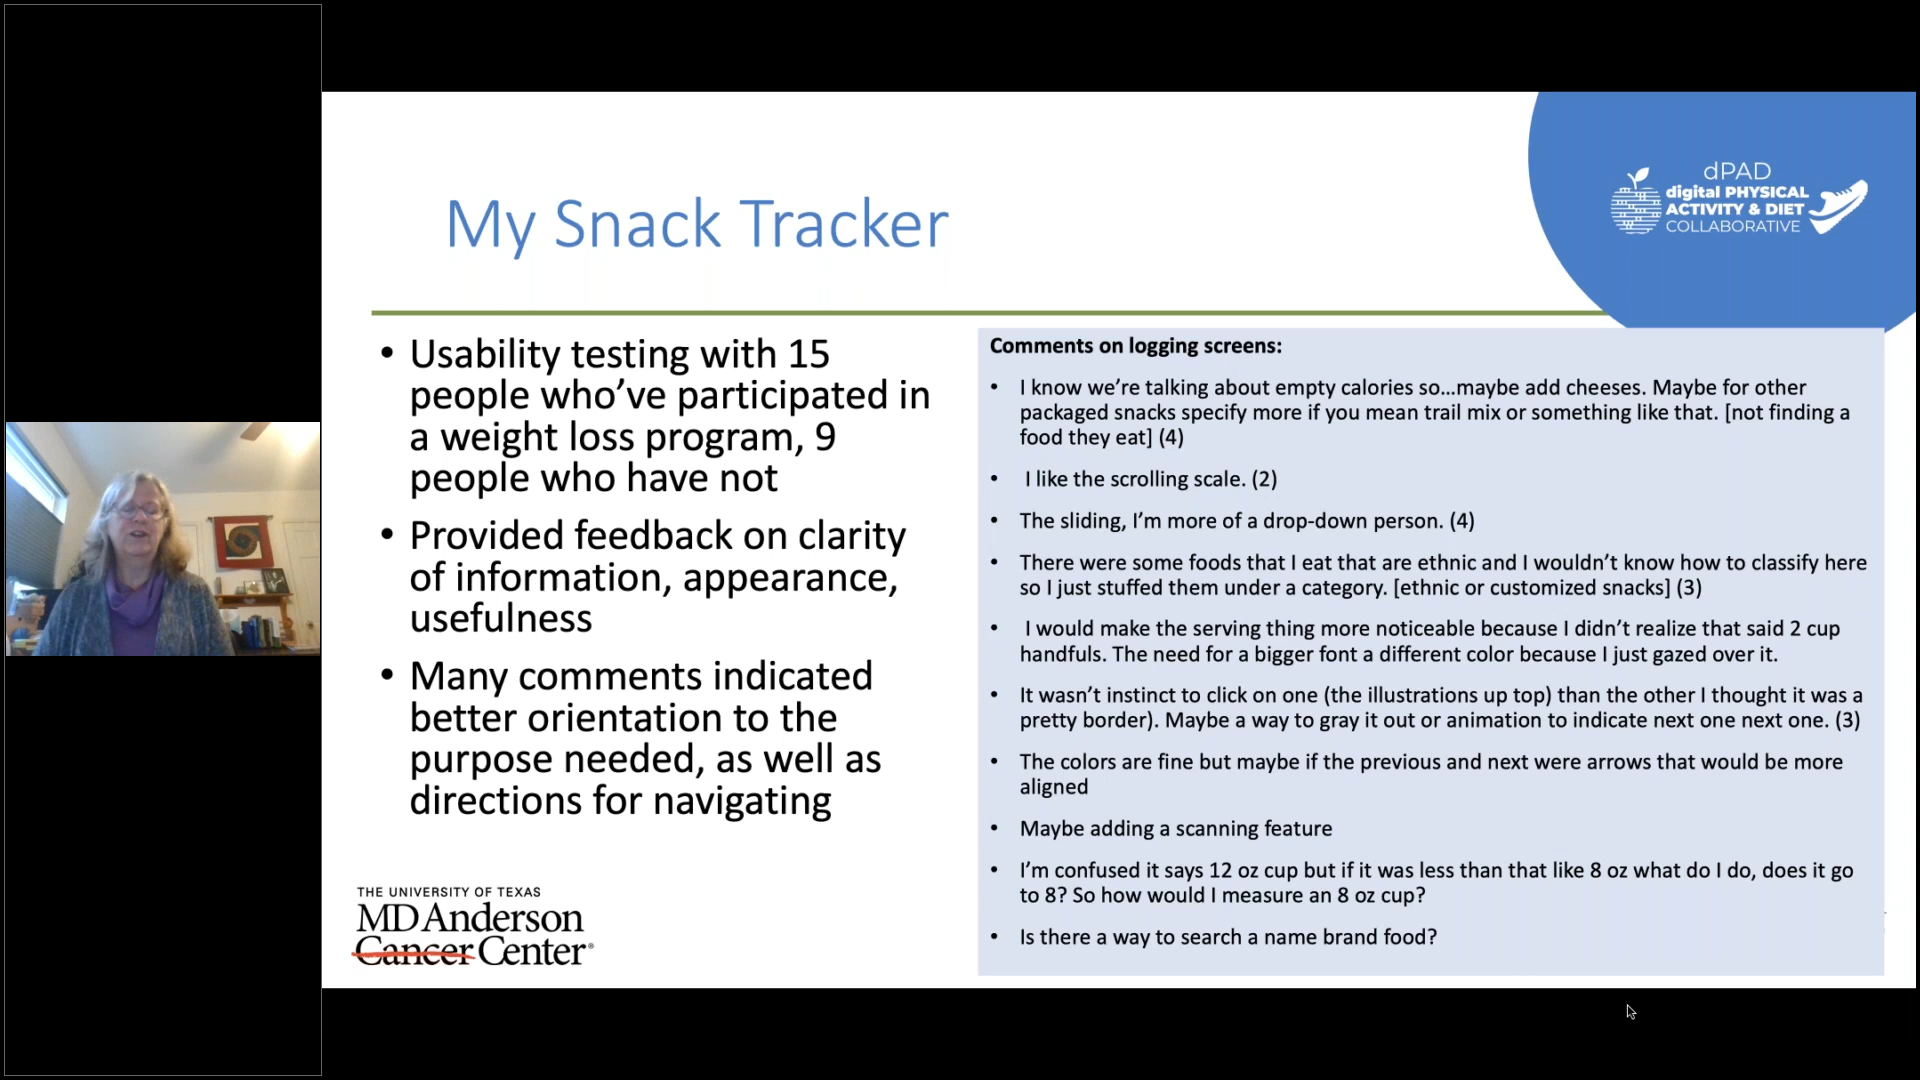 My Snack Tracker
dPAD
digital PHYSICAL
ACTIVITY & DIET
COLLABORATIVE
• Usability testing with 15
people who’ve participated in
a weight loss program, 9
people who have not
• Provided feedback on clarity
of information, appearance,
usefulness
• Many comments indicated
better orientation to the
purpose needed, as well as
directions for navigating
THE UNIVERSITY OF TEXAS
MD Anderson
Cancer Center®
Comments on logging screens:
• I know we’re talking about empty calories so…maybe add cheeses. Maybe for other
packaged snacks specify more if you mean trail mix or something like that. [not finding a
food they eat] (4)
• I like the scrolling scale. (2)
• The sliding, I’m more of a drop-down person. (4)
• There were some foods that I eat that are ethnic and I wouldn’t know how to classify here
so I just stuffed them under a category. [ethnic or customized snacks] (3)
• I would make the serving thing more noticeable because I didn’t realize that said 2 cup
handfuls. The need for a bigger font a different color because I just gazed over it.
• It wasn’t instinct to click on one (the illustrations up top) than the other I thought it was a
pretty border). Maybe a way to gray it out or animation to indicate next one next one. (3)
• The colors are fine but maybe if the previous and next were arrows that would be more
aligned
• Maybe adding a scanning feature
• I’m confused it says 12 oz cup but if it was less than that like 8 oz what do I do, does it go
to 8? So how would I measure an 8 oz cup?
• Is there a way to search a name brand food?